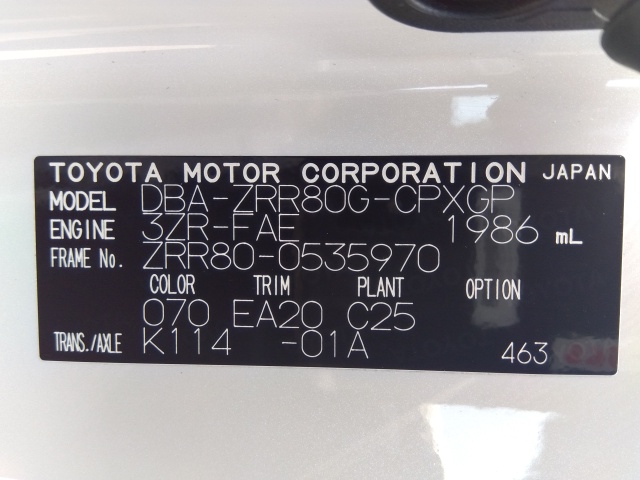 TOYOTA MOTOR CORPORATION JAPAN
MODEL DBA-ZRR80G-CPXGP
ENGINE 3ZR-FAE 1986 mL
FRAME No. ZRR80-0535970
COLOR TRIM PLANT OPTION
070 EA20 C25
TRANS./AXLE K114 -01A 463